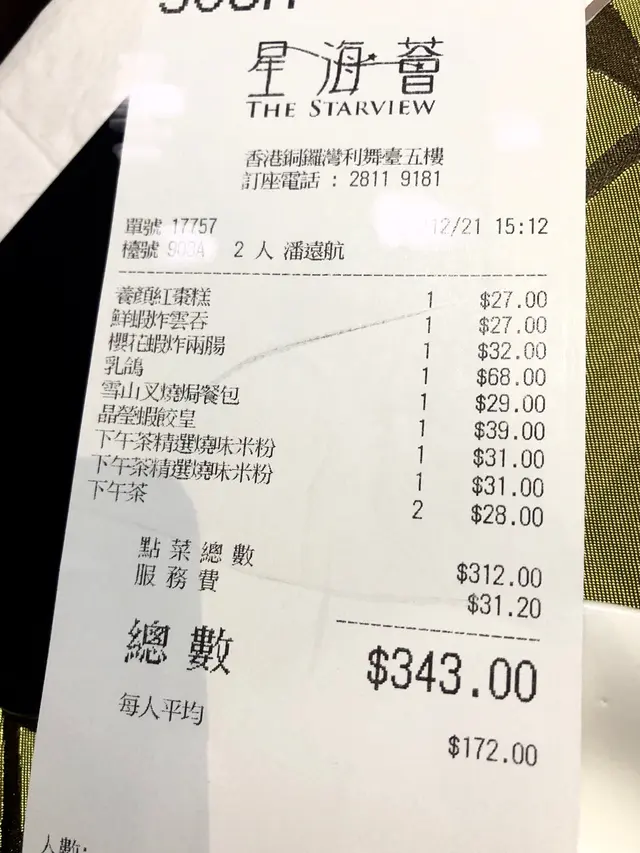 星海薈
THE STARVIEW
香港銅鑼灣利舞臺五樓
訂座電話 : 2811 9181
單號 17757 12/21 15:12
檯號 2 人 潘遠航
養顏紅棗糕 1 $27.00
鮮蝦炸雲吞 1 $27.00
櫻花蝦炸兩腸 1 $32.00
乳鴿 1 $68.00
雪山叉燒焗餐包 1 $29.00
晶瑩蝦餃皇 1 $39.00
下午茶精選燒味米粉 1 $31.00
下午茶精選燒味米粉 1 $31.00
下午茶 2 $28.00
點菜總數 $312.00
服務費 $31.20
總數 $343.00
每人平均 $172.00
人數: